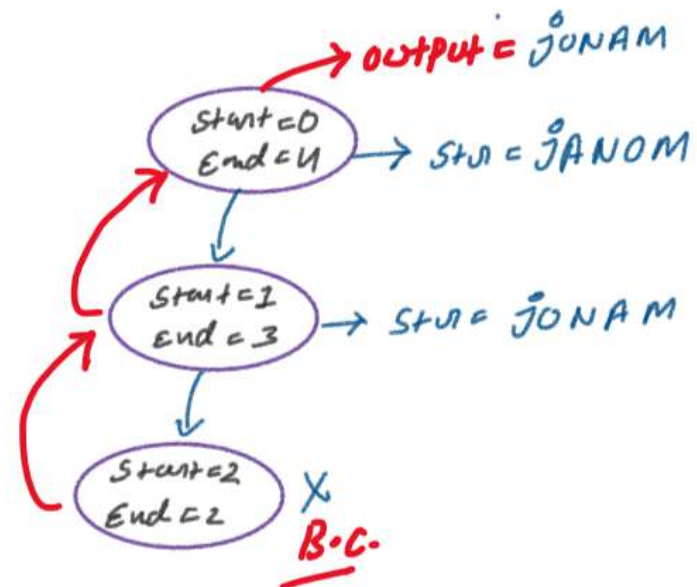 output = jONAM
Start = 0
End = 4
Str = jANOM
Start = 1
End = 3
Str = jONAM
Start = 2
End = 2
X
B.C.